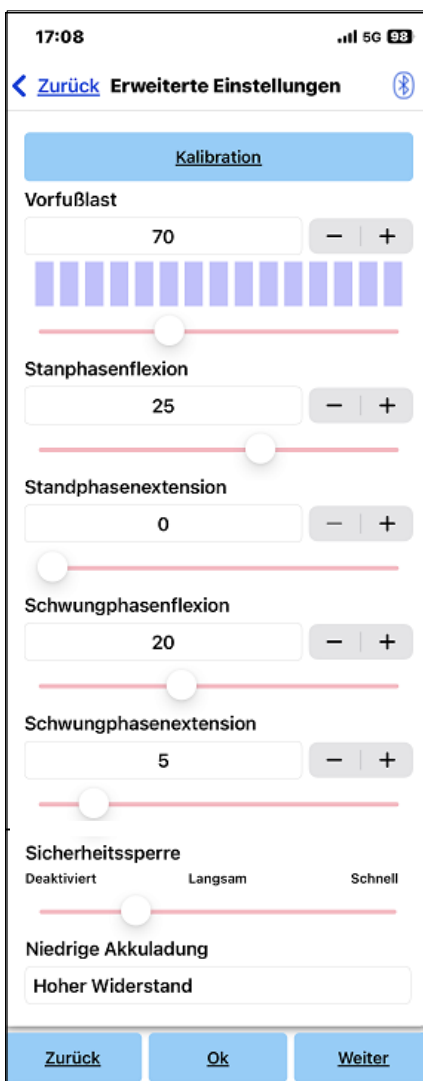 17:08 5G 98
Zurück Erweiterte Einstellungen
Kalibration
Vorfußlast
70 − +
Stanphasenflexion
25 − +
Standphasenextension
0 − +
Schwungphasenflexion
20 − +
Schwungphasenextension
5 − +
Sicherheitssperre
Deaktiviert Langsam Schnell
Niedrige Akkuladung
Hoher Widerstand
Zurück Ok Weiter